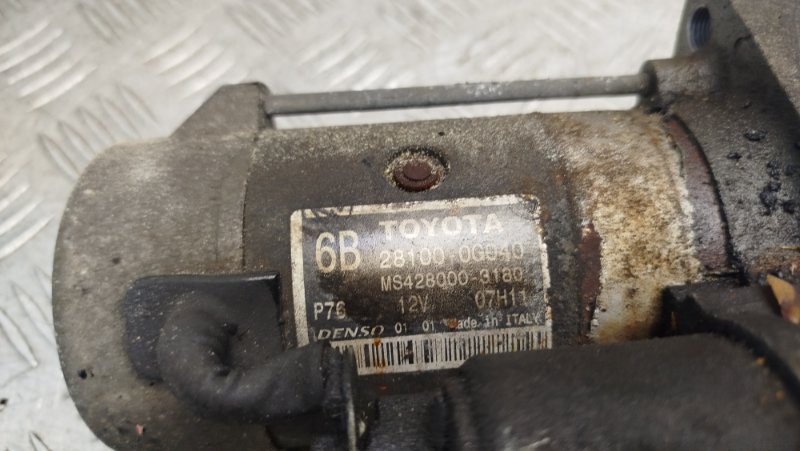 6B TOYOTA
28100-0G040
MS428000-3180
P76 12V 07H11
DENSO 01 01 Made in ITALY